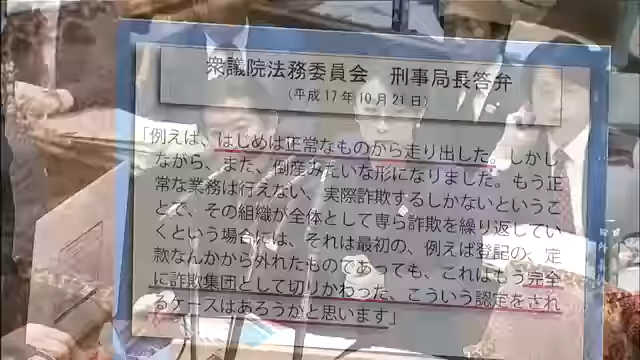 衆議院法務委員会 刑事局長答弁
(平成17年10月21日)
「例えば、はじめは正常なものから走り出した。しかし
ながら、また、倒産みたいな形になりました。もう正
常な業務は行えない、実際詐欺するしかないというこ
とで、その組織が全体として専ら詐欺を繰り返してい
くという場合には、それは最初の、例えば登記の、定
款なんかから外れたものであっても、これはもう完全
に詐欺集団として切りかわった、こういう認定をされ
るケースはあろうかと思います」